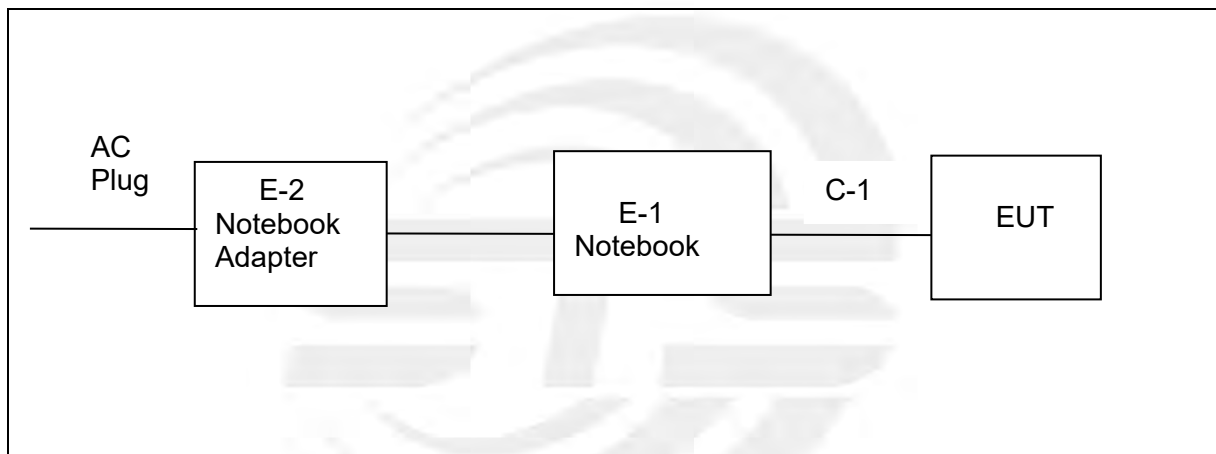 AC
Plug
E-2
Notebook
Adapter
E-1
Notebook
C-1
EUT